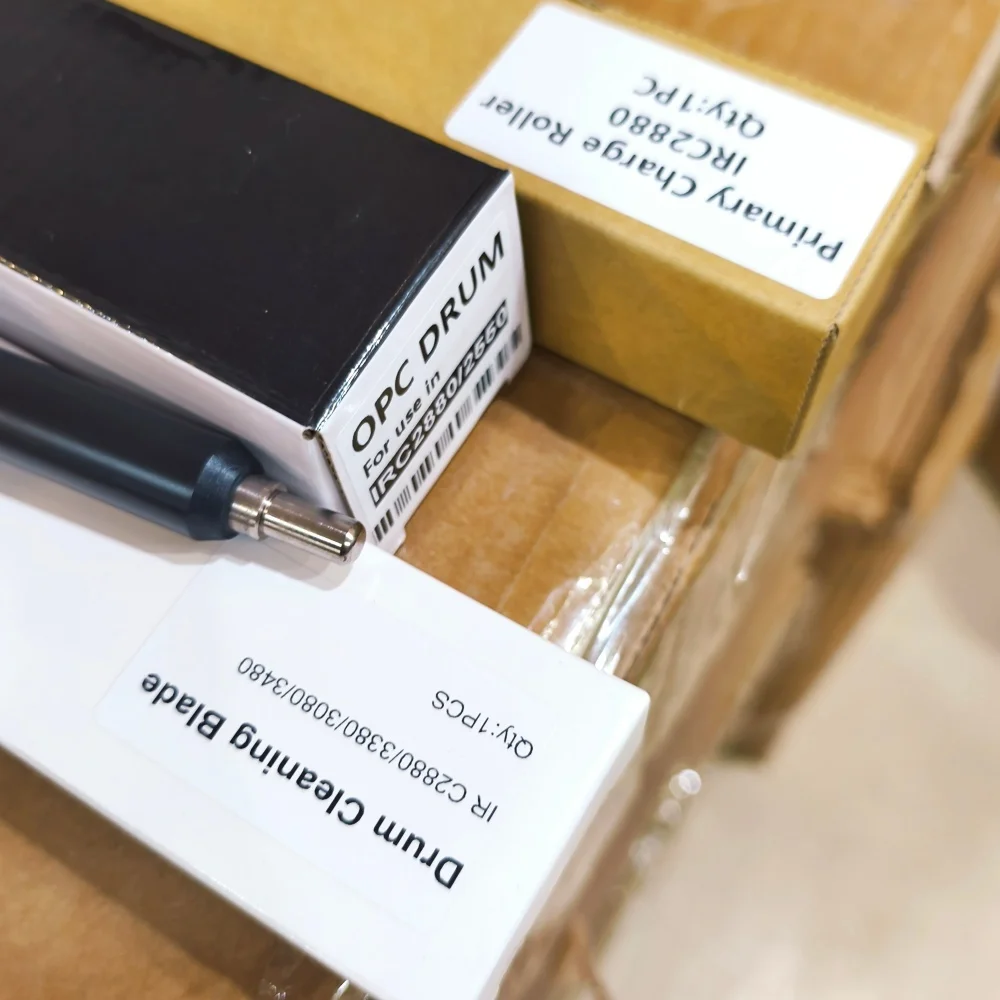 Primary Charge Roller
IRC2880
Qty:1PC
OPC DRUM
For use in
IRC2880/2550
Drum Cleaning Blade
IR C2880/3380/3080/3480
Qty:1PCS